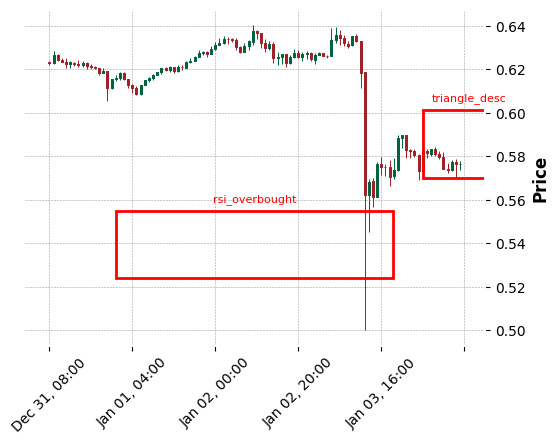 0.64
0.62
triangle_desc
0.60
0.58
Price
0.56
rsi_overbought
0.54
0.52
0.50
Dec 31, 08:00
Jan 01, 04:00
Jan 02, 00:00
Jan 02, 20:00
Jan 03, 16:00